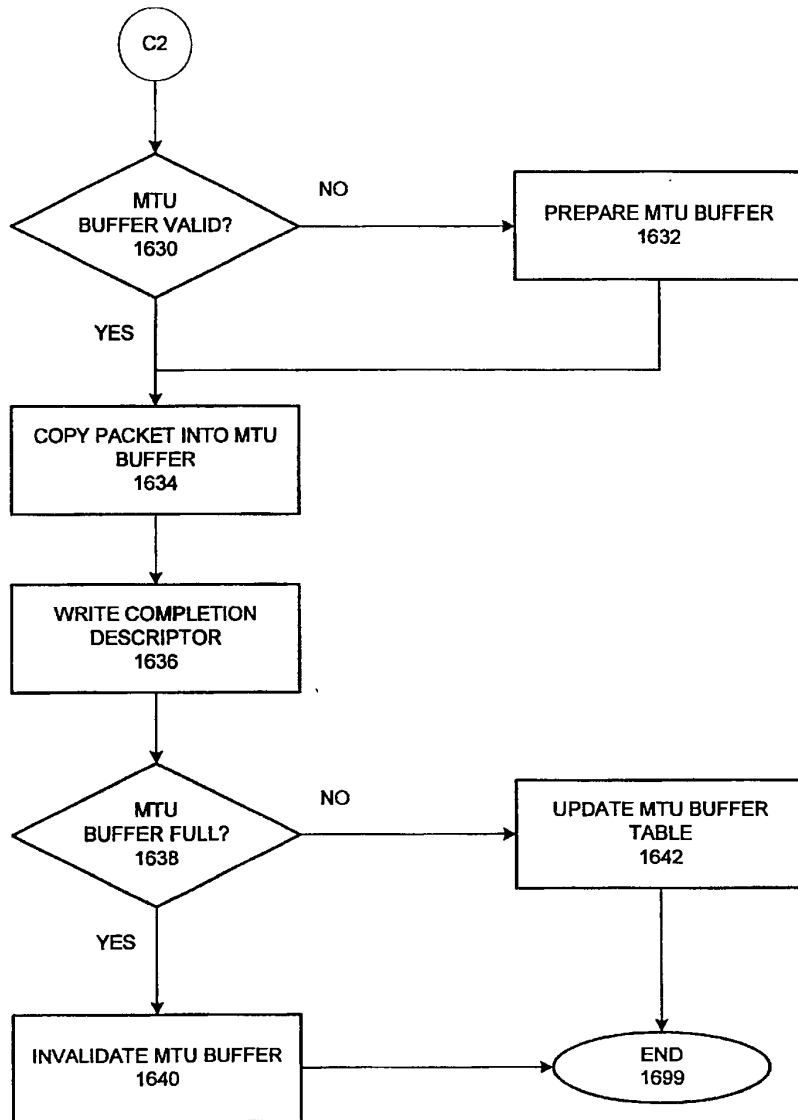 C2
MTU
BUFFER VALID?
1630
NO
PREPARE MTU BUFFER
1632
YES
COPY PACKET INTO MTU
BUFFER
1634
WRITE COMPLETION
DESCRIPTOR
1636
MTU
BUFFER FULL?
1638
NO
UPDATE MTU BUFFER
TABLE
1642
YES
INVALIDATE MTU BUFFER
1640
END
1699